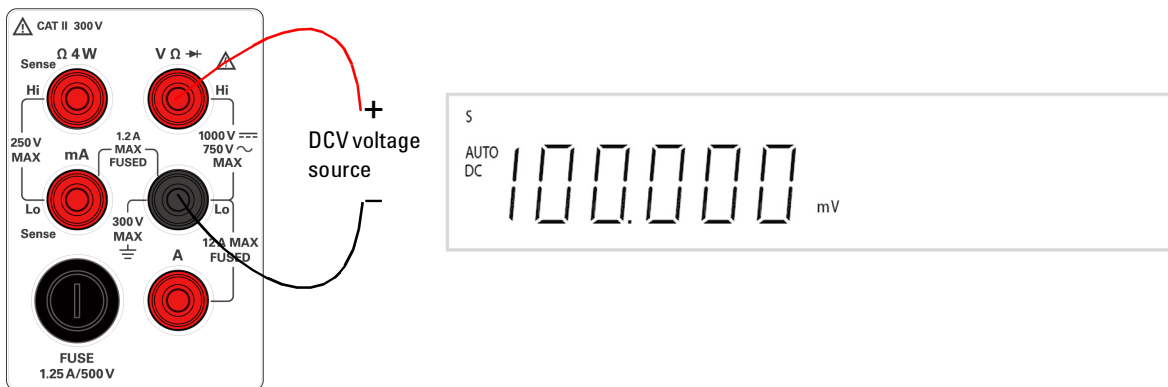 ⚠ CAT II 300 V
Ω 4 W
Sense
Hi
V Ω
Hi
250 V
MAX
mA
1.2 A
MAX
FUSED
1000 V ⎓
750 V ∿
MAX
Lo
Sense
300 V
MAX
Lo
12 A MAX
FUSED
A
FUSE
1.25 A/500 V
+
DCV voltage
source
−
S
AUTO
DC
100.000 mV